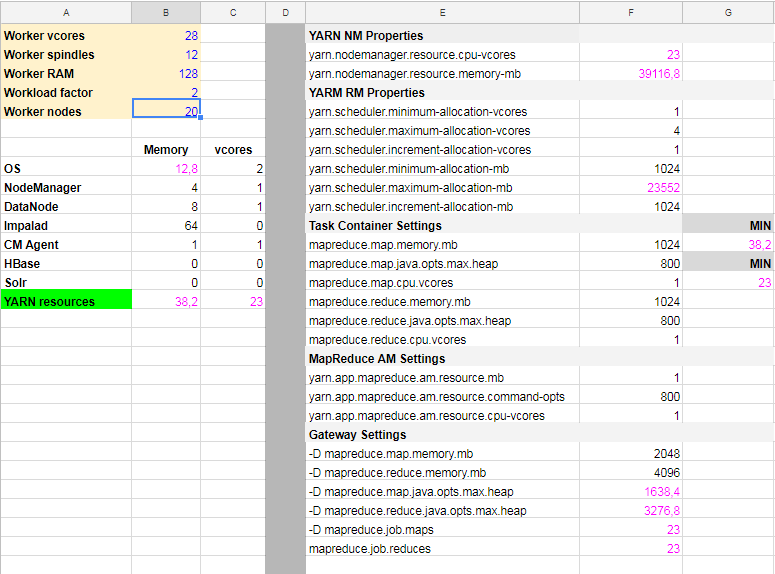 A B C D E F G
Worker vcores 28 YARN NM Properties
Worker spindles 12 yarn.nodemanager.resource.cpu-vcores 23
Worker RAM 128 yarn.nodemanager.resource.memory-mb 39116,8
Workload factor 2 YARM RM Properties
Worker nodes 20 yarn.scheduler.minimum-allocation-vcores 1
yarn.scheduler.maximum-allocation-vcores 4
Memory vcores yarn.scheduler.increment-allocation-vcores 1
OS 12,8 2 yarn.scheduler.minimum-allocation-mb 1024
NodeManager 4 1 yarn.scheduler.maximum-allocation-mb 23552
DataNode 8 1 yarn.scheduler.increment-allocation-mb 1024
Impalad 64 0 Task Container Settings MIN
CM Agent 1 1 mapreduce.map.memory.mb 1024 38,2
HBase 0 0 mapreduce.map.java.opts.max.heap 800 MIN
Solr 0 0 mapreduce.map.cpu.vcores 1 23
YARN resources 38,2 23 mapreduce.reduce.memory.mb 1024
mapreduce.reduce.java.opts.max.heap 800
mapreduce.reduce.cpu.vcores 1
MapReduce AM Settings
yarn.app.mapreduce.am.resource.mb 1
yarn.app.mapreduce.am.resource.command-opts 800
yarn.app.mapreduce.am.resource.cpu-vcores 1
Gateway Settings
-D mapreduce.map.memory.mb 2048
-D mapreduce.reduce.memory.mb 4096
-D mapreduce.map.java.opts.max.heap 1638,4
-D mapreduce.reduce.java.opts.max.heap 3276,8
-D mapreduce.job.maps 23
mapreduce.job.reduces 23